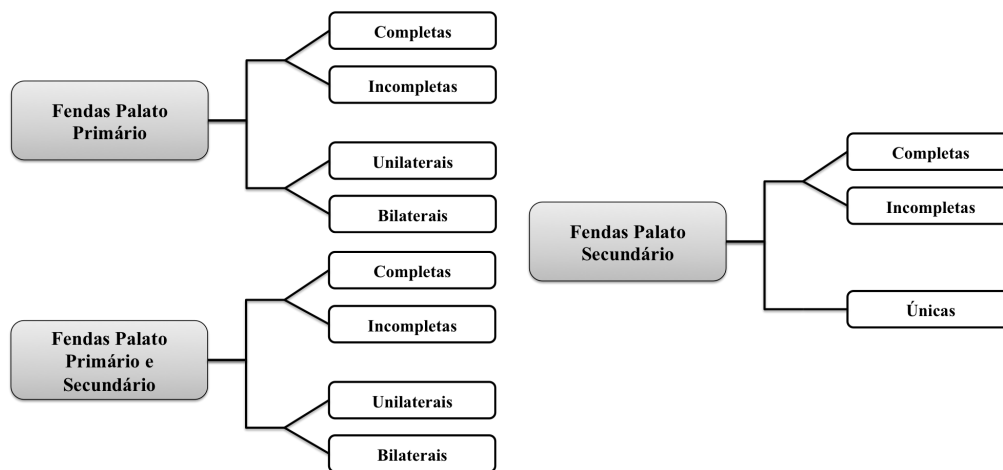 Fendas Palato
Primário
Completas
Incompletas
Unilaterais
Bilaterais
Fendas Palato
Primário e
Secundário
Completas
Incompletas
Unilaterais
Bilaterais
Fendas Palato
Secundário
Completas
Incompletas
Únicas